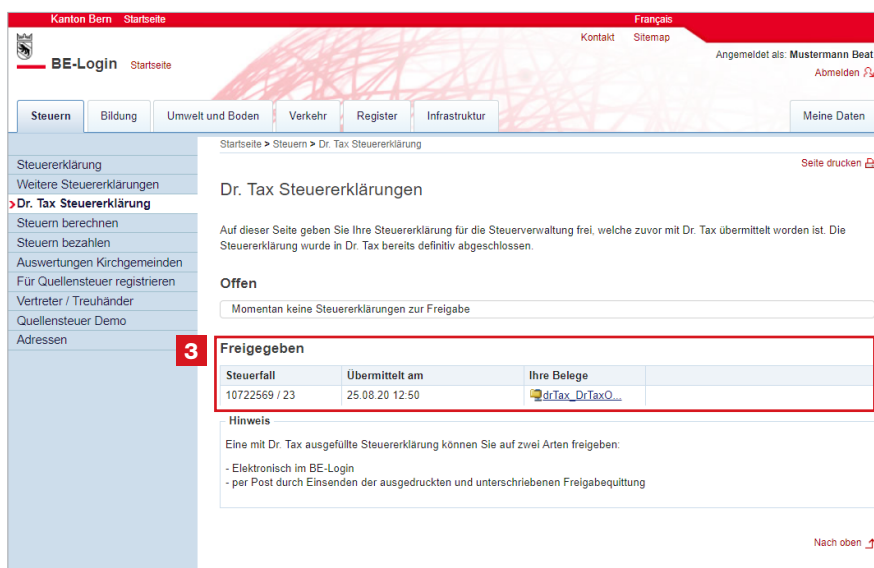 Kanton Bern Startseite Français
Kontakt Sitemap
BE-Login Startseite
Angemeldet als: Mustermann Beat
Abmelden
Steuern Bildung Umwelt und Boden Verkehr Register Infrastruktur Meine Daten
Startseite > Steuern > Dr. Tax Steuererklärung
Seite drucken
Steuererklärung
Weitere Steuererklärungen
Dr. Tax Steuererklärung
Steuern berechnen
Steuern bezahlen
Auswertungen Kirchgemeinden
Für Quellensteuer registrieren
Vertreter / Treuhänder
Quellensteuer Demo
Adressen
Dr. Tax Steuererklärungen
Auf dieser Seite geben Sie Ihre Steuererklärung für die Steuerverwaltung frei, welche zuvor mit Dr. Tax übermittelt worden ist. Die
Steuererklärung wurde in Dr. Tax bereits definitiv abgeschlossen.
Offen
Momentan keine Steuererklärungen zur Freigabe
3
Freigegeben
Steuerfall Übermittelt am Ihre Belege
10722569 / 23 25.08.20 12:50 drTax_DrTaxO...
Hinweis
Eine mit Dr. Tax ausgefüllte Steuererklärung können Sie auf zwei Arten freigeben:
- Elektronisch im BE-Login
- per Post durch Einsenden der ausgedruckten und unterschriebenen Freigabequittung
Nach oben